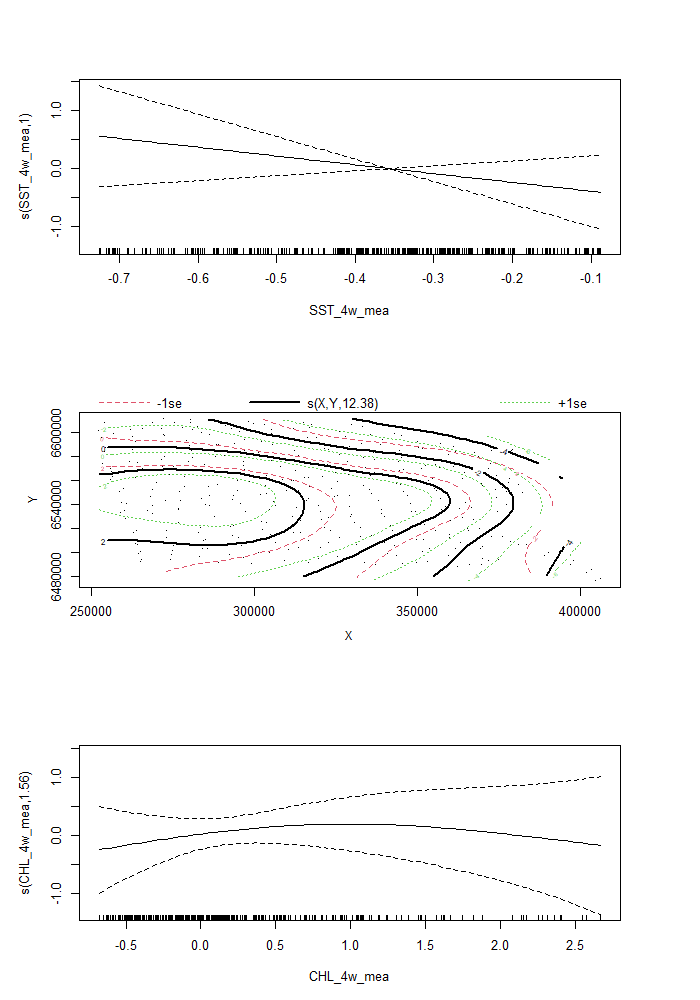 s(SST_4w_mea,1)
1.0
0.0
-1.0
-0.7 -0.6 -0.5 -0.4 -0.3 -0.2 -0.1
SST_4w_mea
-1se s(X,Y,12.38) +1se
Y
6600000
6540000
6480000
0
2
-2
-4
-4
250000 300000 350000 400000
X
s(CHL_4w_mea,1.56)
1.0
0.0
-1.0
-0.5 0.0 0.5 1.0 1.5 2.0 2.5
CHL_4w_mea